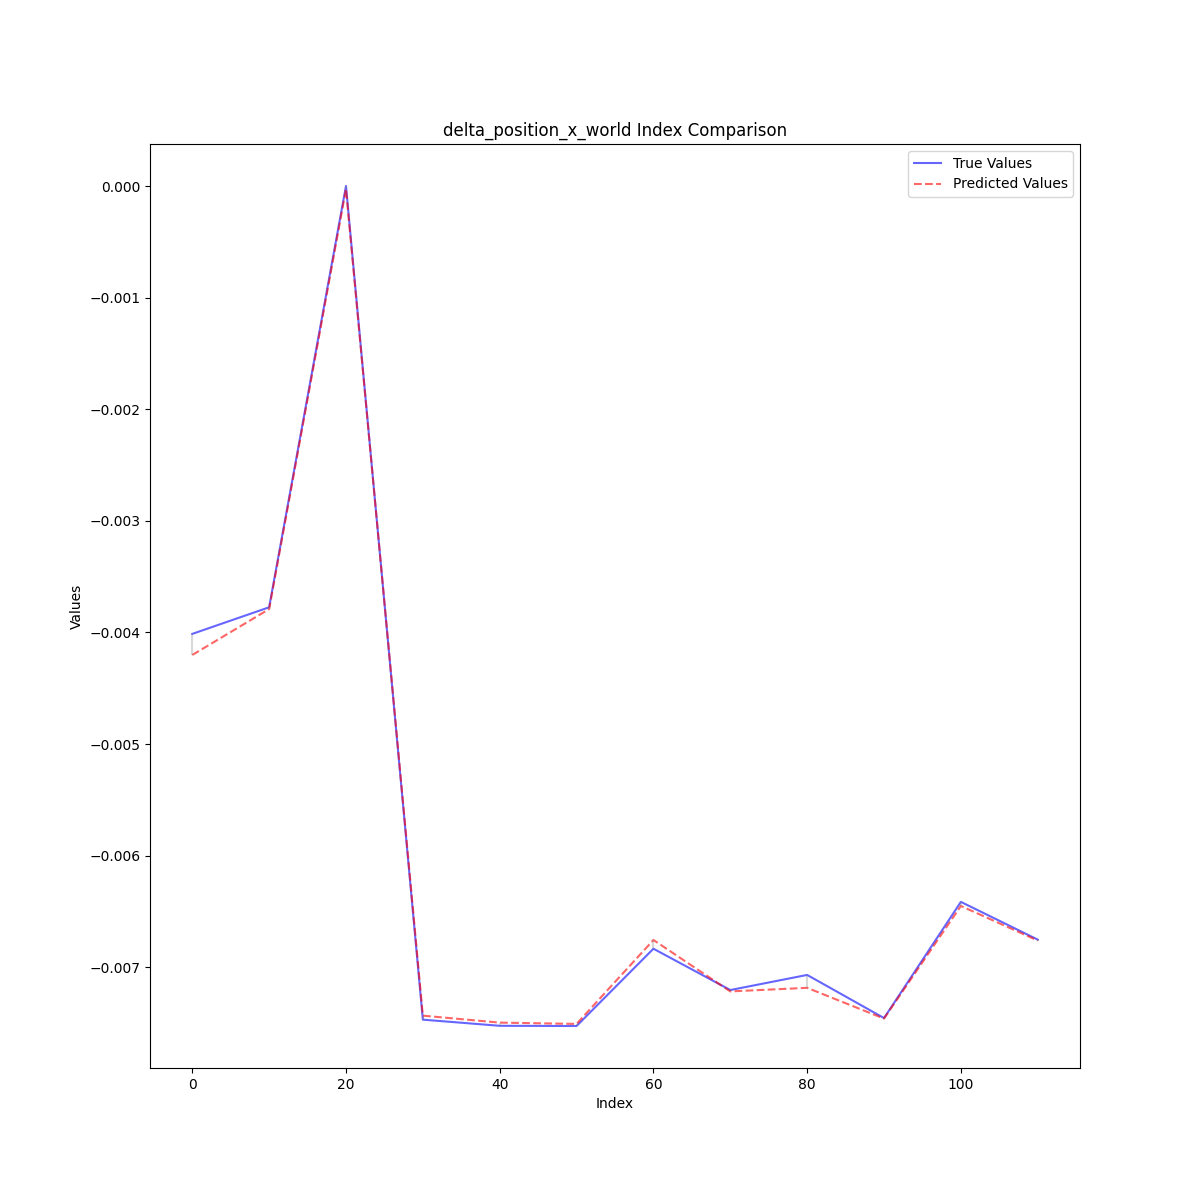 delta_position_x_world Index Comparison
True Values
Predicted Values
0.000
−0.001
−0.002
−0.003
−0.004
−0.005
−0.006
−0.007
Values
0
20
40
60
80
100
Index